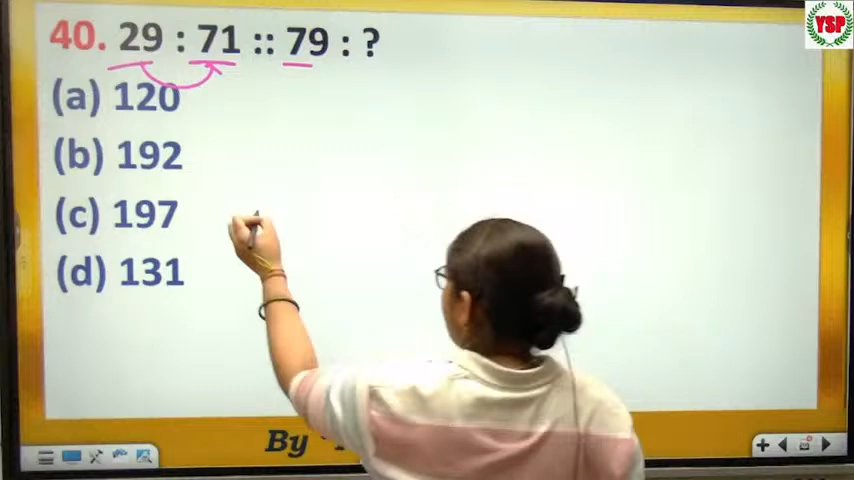 YSP
40. 29 : 71 :: 79 : ?
(a) 120
(b) 192
(c) 197
(d) 131
By